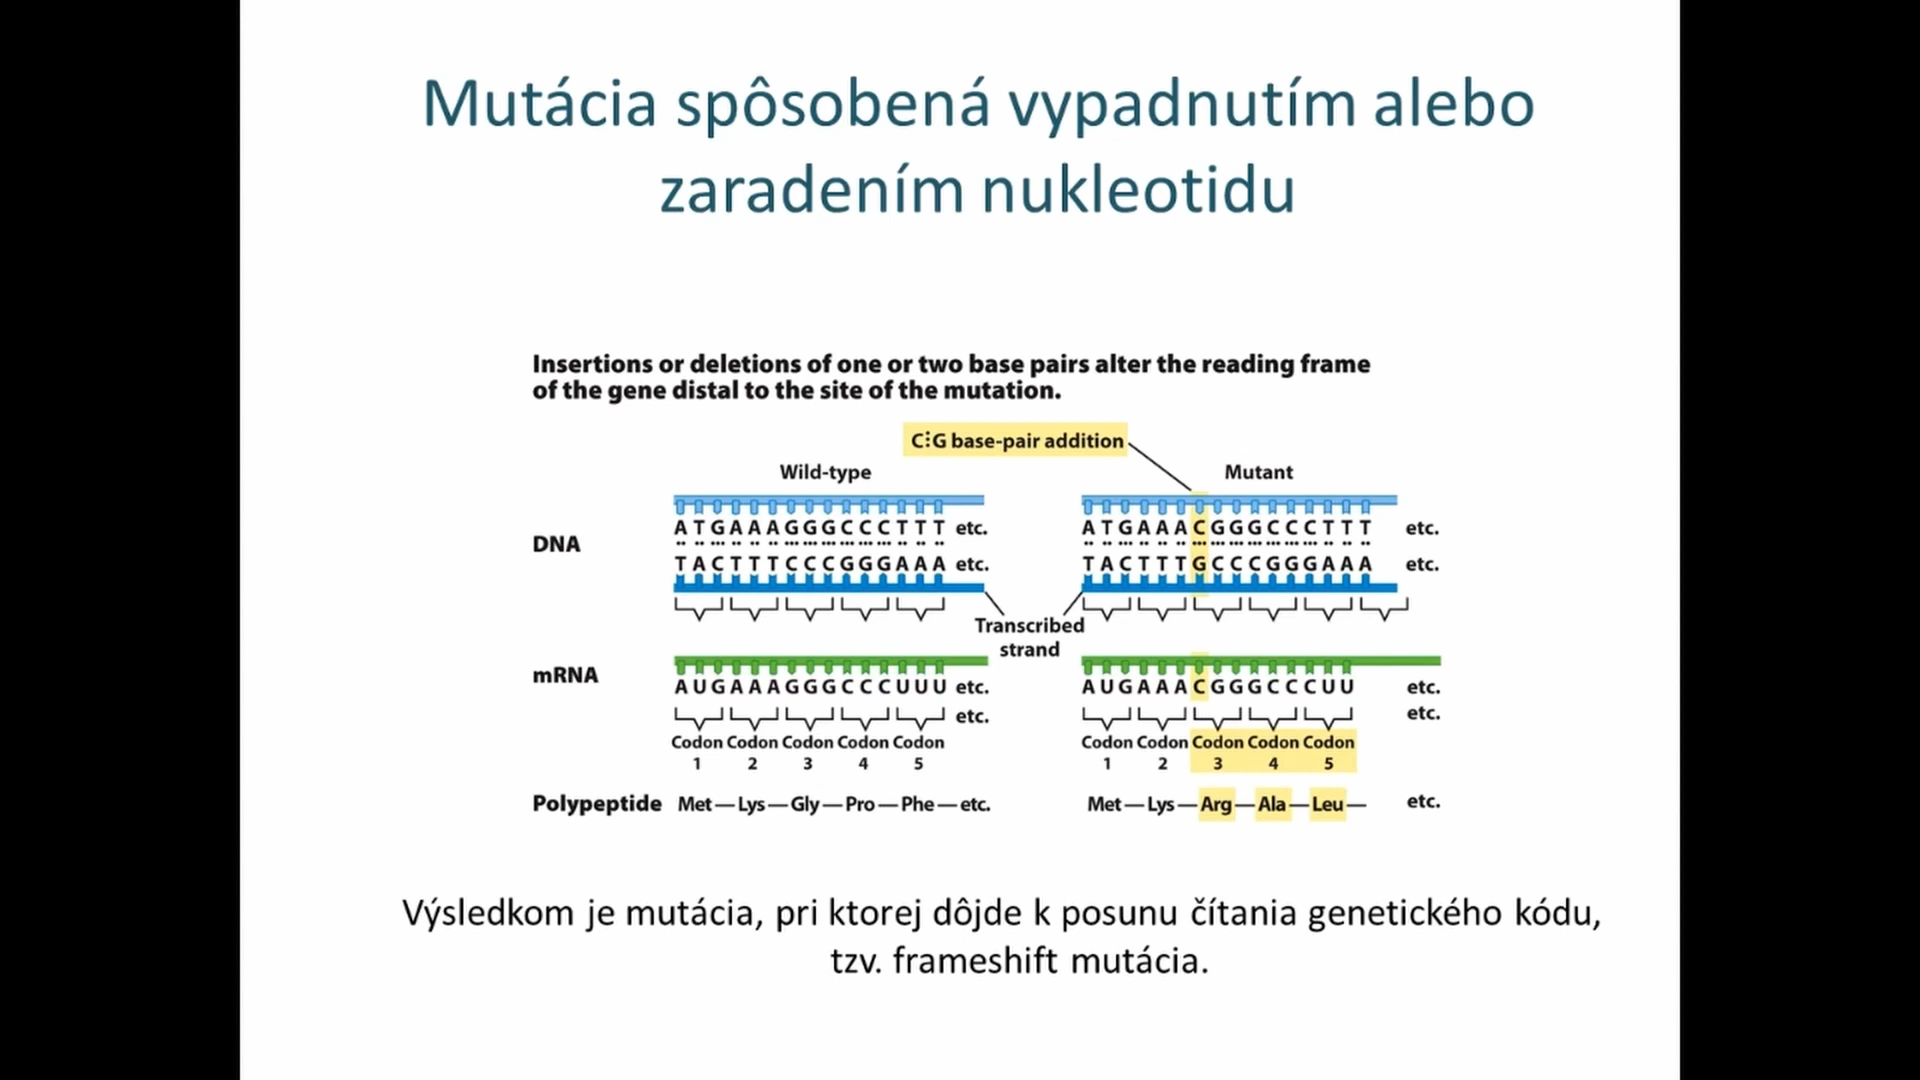 Mutácia spôsobená vypadnutím alebo
zaradením nukleotidu
Insertions or deletions of one or two base pairs alter the reading frame
of the gene distal to the site of the mutation.
C⫶G base-pair addition
Wild-type
Mutant
DNA
A T G A A A G G G C C C T T T etc.
T A C T T T C C C G G G A A A etc.
A T G A A A C G G G C C C T T T etc.
T A C T T T G C C C G G G A A A etc.
Transcribed
strand
mRNA
A U G A A A G G G C C C U U U etc.
etc.
A U G A A A C G G G C C C U U etc.
etc.
Codon Codon Codon Codon Codon
1 2 3 4 5
Codon Codon Codon Codon Codon
1 2 3 4 5
Polypeptide
Met — Lys — Gly — Pro — Phe — etc.
Met — Lys — Arg — Ala — Leu — etc.
Výsledkom je mutácia, pri ktorej dôjde k posunu čítania genetického kódu,
tzv. frameshift mutácia.